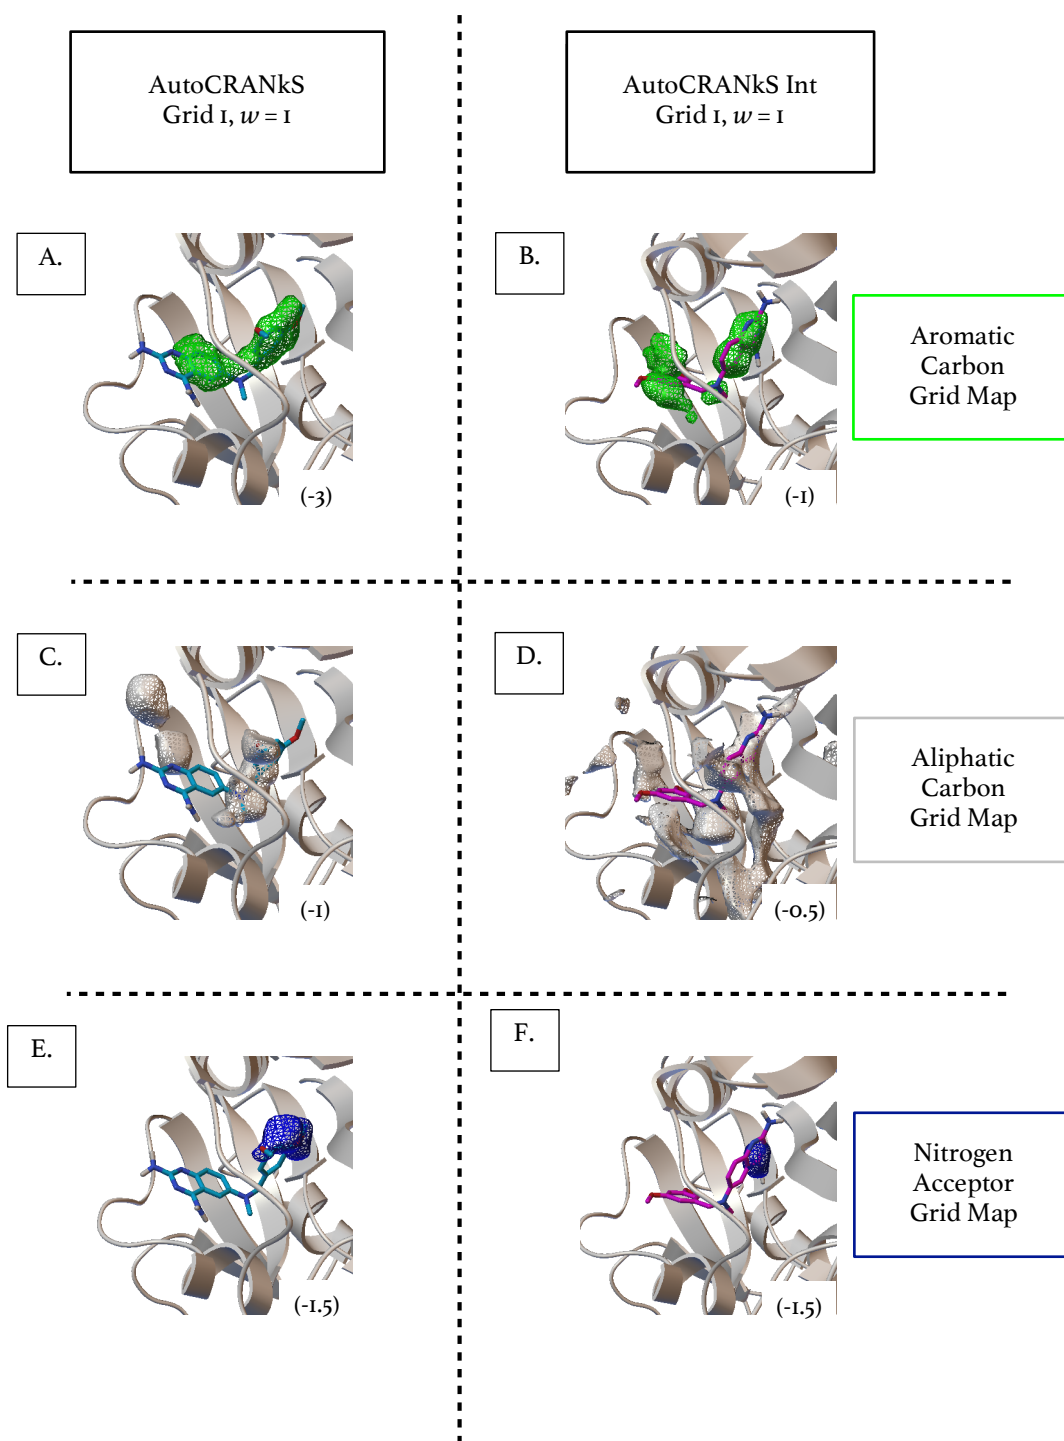 AutoCRANkS
Grid 1, w = 1
AutoCRANkS Int
Grid 1, w = 1
A.
(-3)
B.
(-1)
Aromatic
Carbon
Grid Map
C.
(-1)
D.
(-0.5)
Aliphatic
Carbon
Grid Map
E.
(-1.5)
F.
(-1.5)
Nitrogen
Acceptor
Grid Map